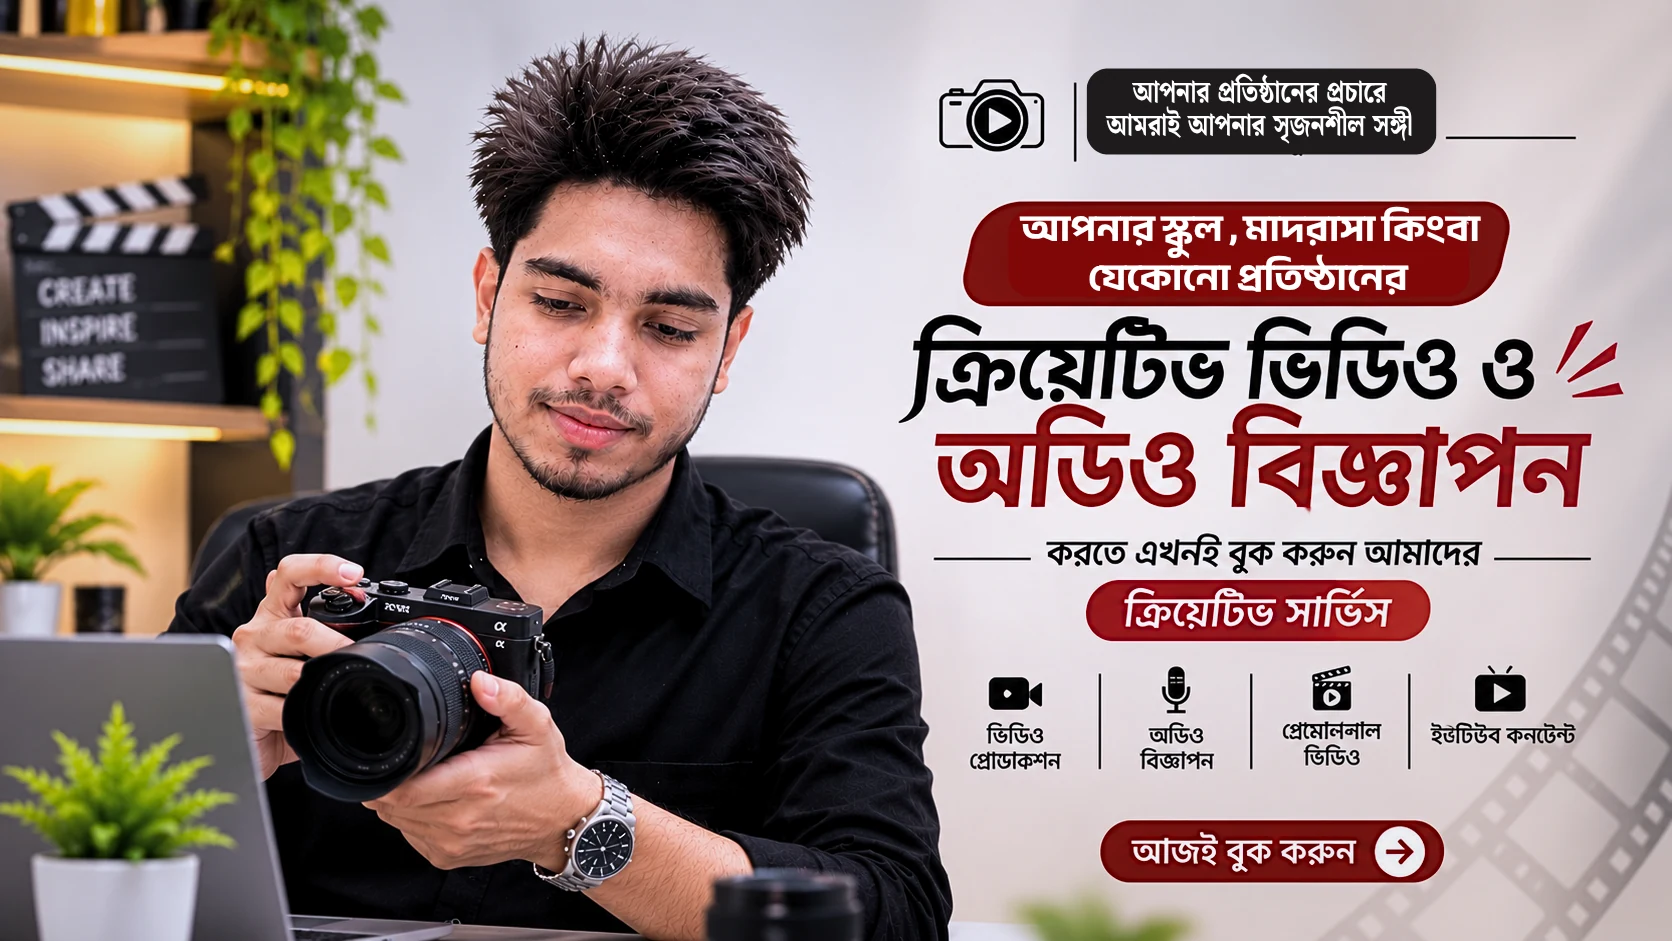 CREATE
INSPIRE
SHARE
α
α
আপনার প্রতিষ্ঠানের প্রচারে
আমরাই আপনার সৃজনশীল সঙ্গী
আপনার স্কুল , মাদরাসা কিংবা
যেকোনো প্রতিষ্ঠানের
ক্রিয়েটিভ ভিডিও ও
অডিও বিজ্ঞাপন
করতে এখনই বুক করুন আমাদের
ক্রিয়েটিভ সার্ভিস
ভিডিও
প্রোডাকশন
অডিও
বিজ্ঞাপন
ভিডিও
ইউটিউব কনটেন্ট
আজই বুক করুন